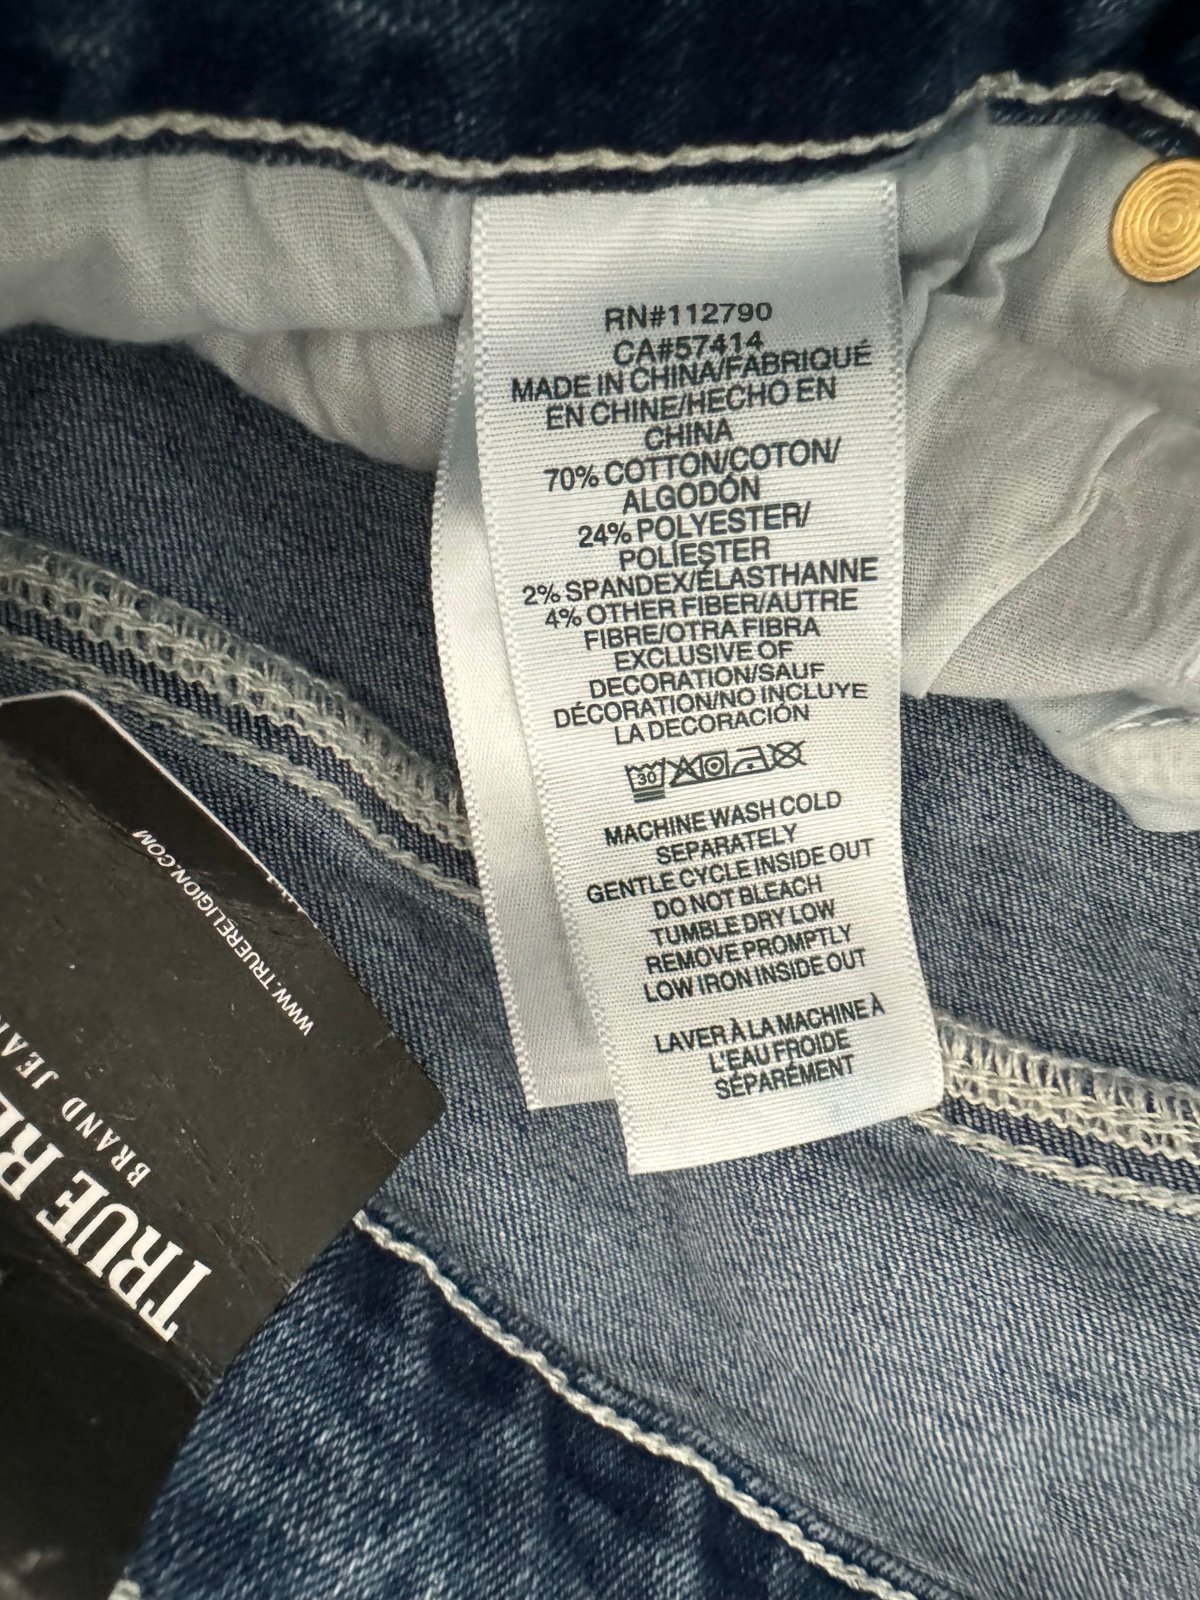 RN#112790
CA#57414
MADE IN CHINA/FABRIQUÉ
EN CHINE/HECHO EN
CHINA
70% COTTON/COTON/
ALGODÓN
24% POLYESTER/
POLIESTER
2% SPANDEX/ÉLASTHANNE
4% OTHER FIBER/AUTRE
FIBRE/OTRA FIBRA
EXCLUSIVE OF
DECORATION/SAUF
DÉCORATION/NO INCLUYE
LA DECORACIÓN
30
MACHINE WASH COLD
SEPARATELY
GENTLE CYCLE INSIDE OUT
DO NOT BLEACH
TUMBLE DRY LOW
REMOVE PROMPTLY
LOW IRON INSIDE OUT
LAVER À LA MACHINE À
L'EAU FROIDE
SÉPARÉMENT
WWW.TRUERELIGION.COM
TRUE
BRAND